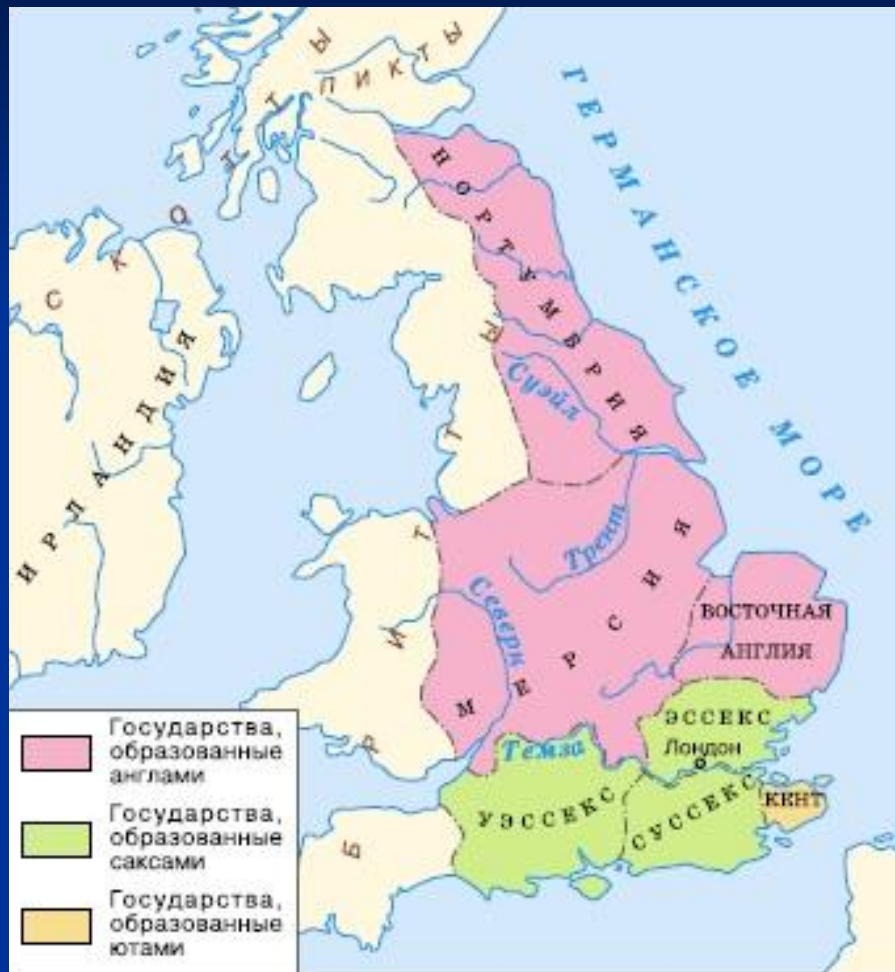 ПИКТЫ
СКОТТЫ
ГЕРМАНСКОЕ МОРЕ
НОРТУМБРИЯ
ИРЛАНДИЯ
Суэйл
БРИТТЫ
Трент
Северн
МЕРСИЯ
ВОСТОЧНАЯ
АНГЛИЯ
ЭССЕКС
Лондон
Темза
КЕНТ
УЭССЕКС
СУССЕКС
Государства,
образованные
англами
Государства,
образованные
саксами
Государства,
образованные
ютами